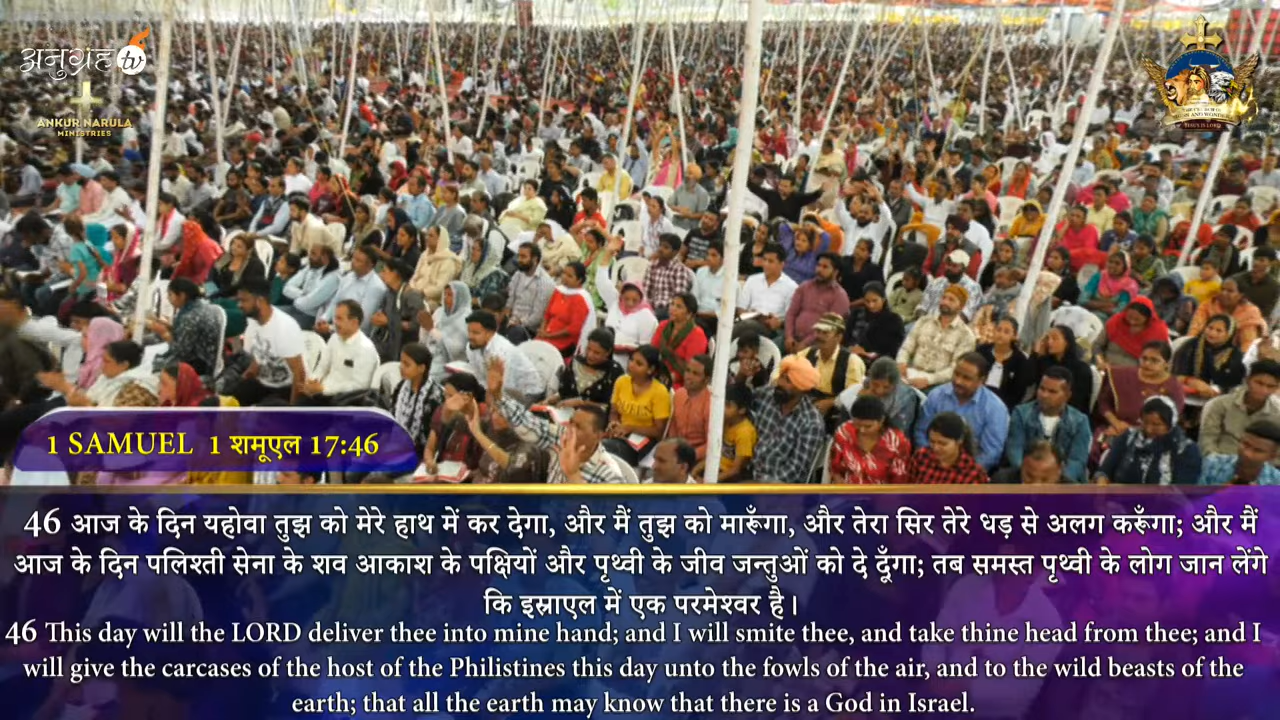 अनुग्रह tv
ANKUR NARULA
MINISTRIES
JESUS IS LORD
QUEEN
1 SAMUEL 1 शमूएल 17:46
46 आज के दिन यहोवा तुझ को मेरे हाथ में कर देगा, और मैं तुझ को मारूँगा, और तेरा सिर तेरे धड़ से अलग करूँगा; और मैं
आज के दिन पलिश्ती सेना के शव आकाश के पक्षियों और पृथ्वी के जीव जन्तुओं को दे दूँगा; तब समस्त पृथ्वी के लोग जान लेंगे
कि इस्राएल में एक परमेश्वर है।
46 This day will the LORD deliver thee into mine hand; and I will smite thee, and take thine head from thee; and I
will give the carcases of the host of the Philistines this day unto the fowls of the air, and to the wild beasts of the
earth; that all the earth may know that there is a God in Israel.